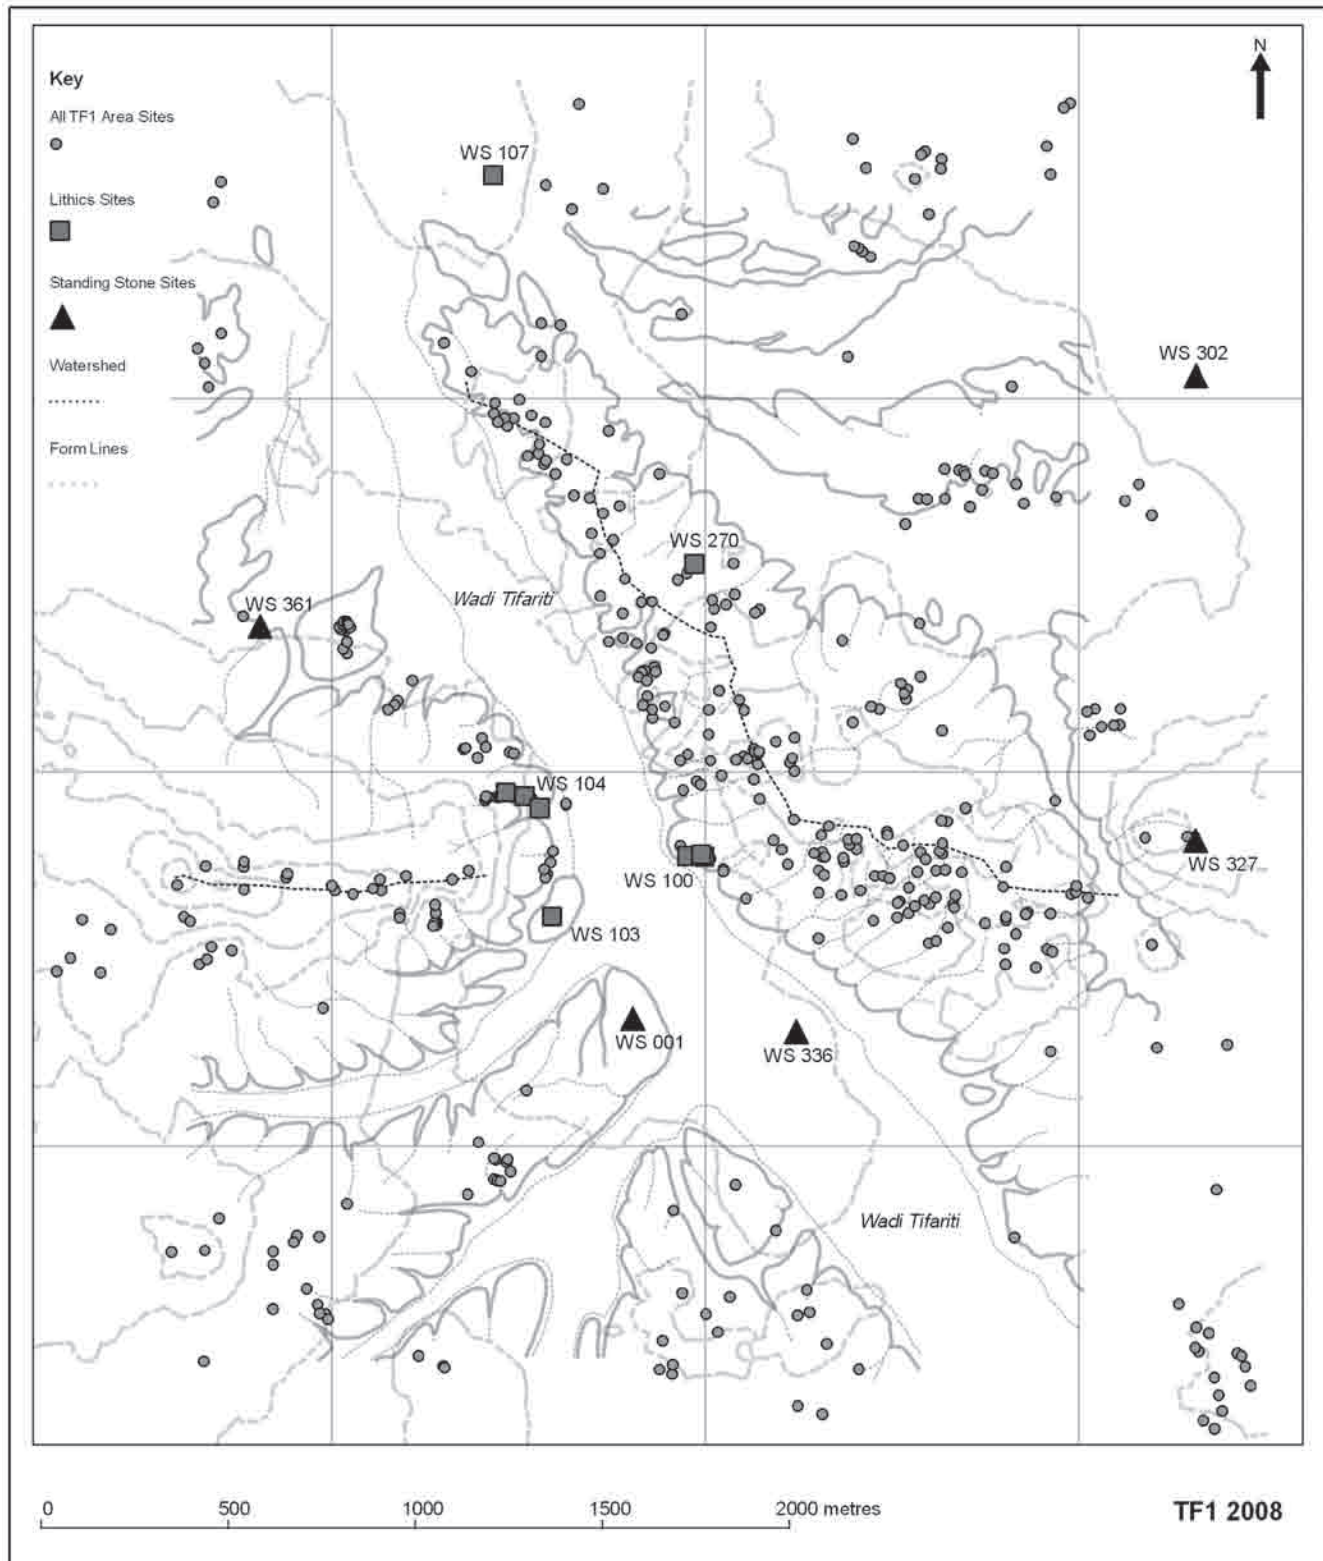 N
Key
All TF1 Area Sites
Lithics Sites
Standing Stone Sites
Watershed
Form Lines
WS 107
WS 302
WS 270
Wadi Tifariti
WS 361
WS 104
WS 100
WS 327
WS 103
WS 001
WS 336
Wadi Tifariti
0 500 1000 1500 2000 metres
TF1 2008